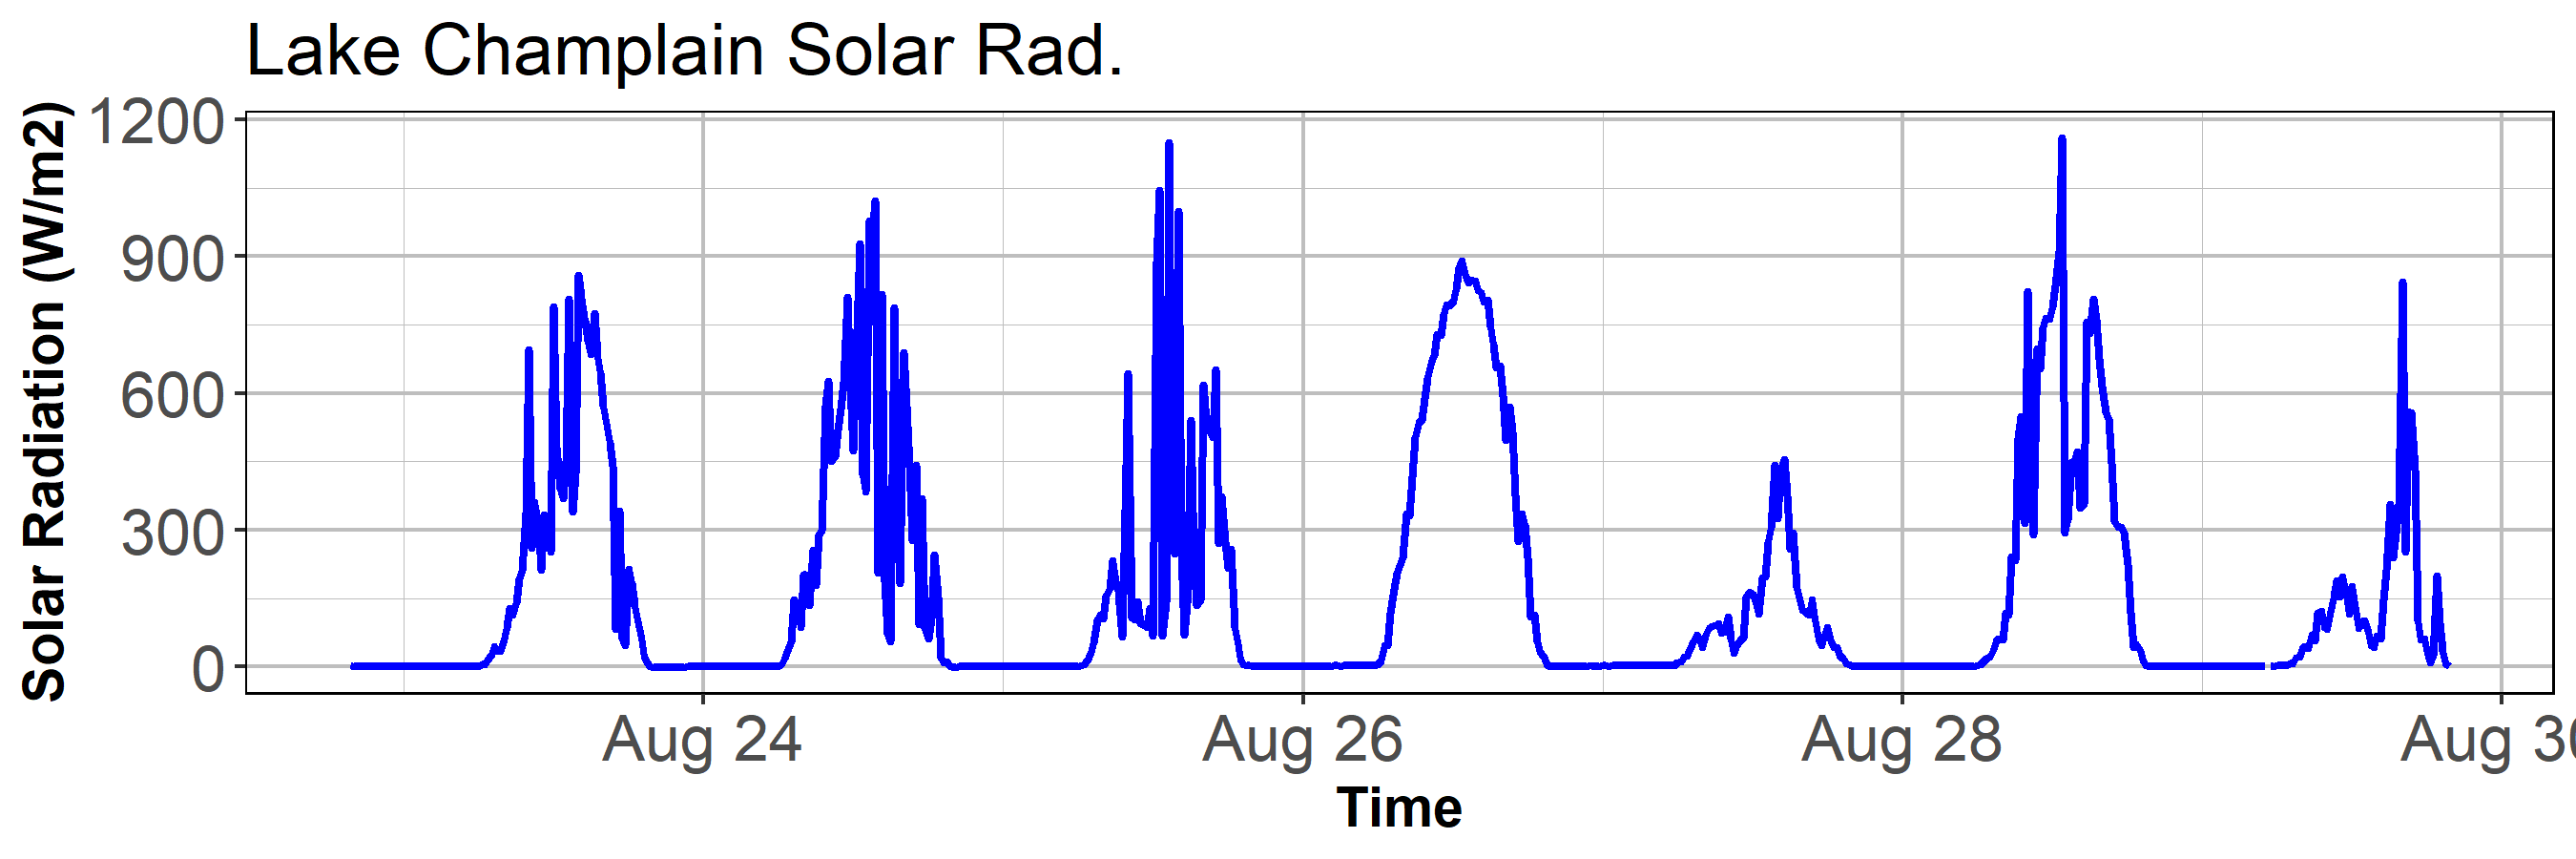 Lake Champlain Solar Rad.
Solar Radiation (W/m2)
1200
900
600
300
0
Aug 24 Aug 26 Aug 28 Aug 30
Time